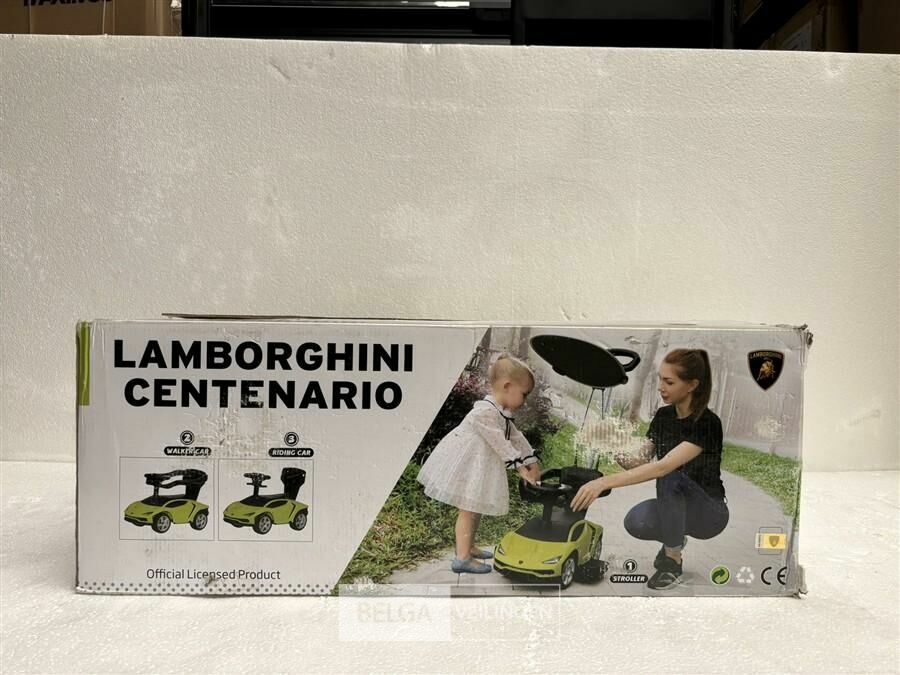 LAMBORGHINI
CENTENARIO
2
WALKER CAR
3
RIDING CAR
Official Licensed Product
LAMBORGHINI
1
STROLLER
CE
BELGA VEILINGEN